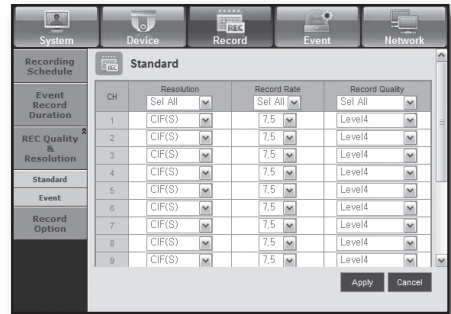 System Device Record Event Network
REC
Recording
Schedule
Event
Record
Duration
REC Quality
&
Resolution
Standard
Event
Record
Option
REC Standard
CH Resolution Record Rate Record Quality
Sel All Sel All Sel All
1 CIF(S) 7,5 Level4
2 CIF(S) 7,5 Level4
3 CIF(S) 7,5 Level4
4 CIF(S) 7,5 Level4
5 CIF(S) 7,5 Level4
6 CIF(S) 7,5 Level4
7 CIF(S) 7,5 Level4
8 CIF(S) 7,5 Level4
9 CIF(S) 7,5 Level4
Apply Cancel